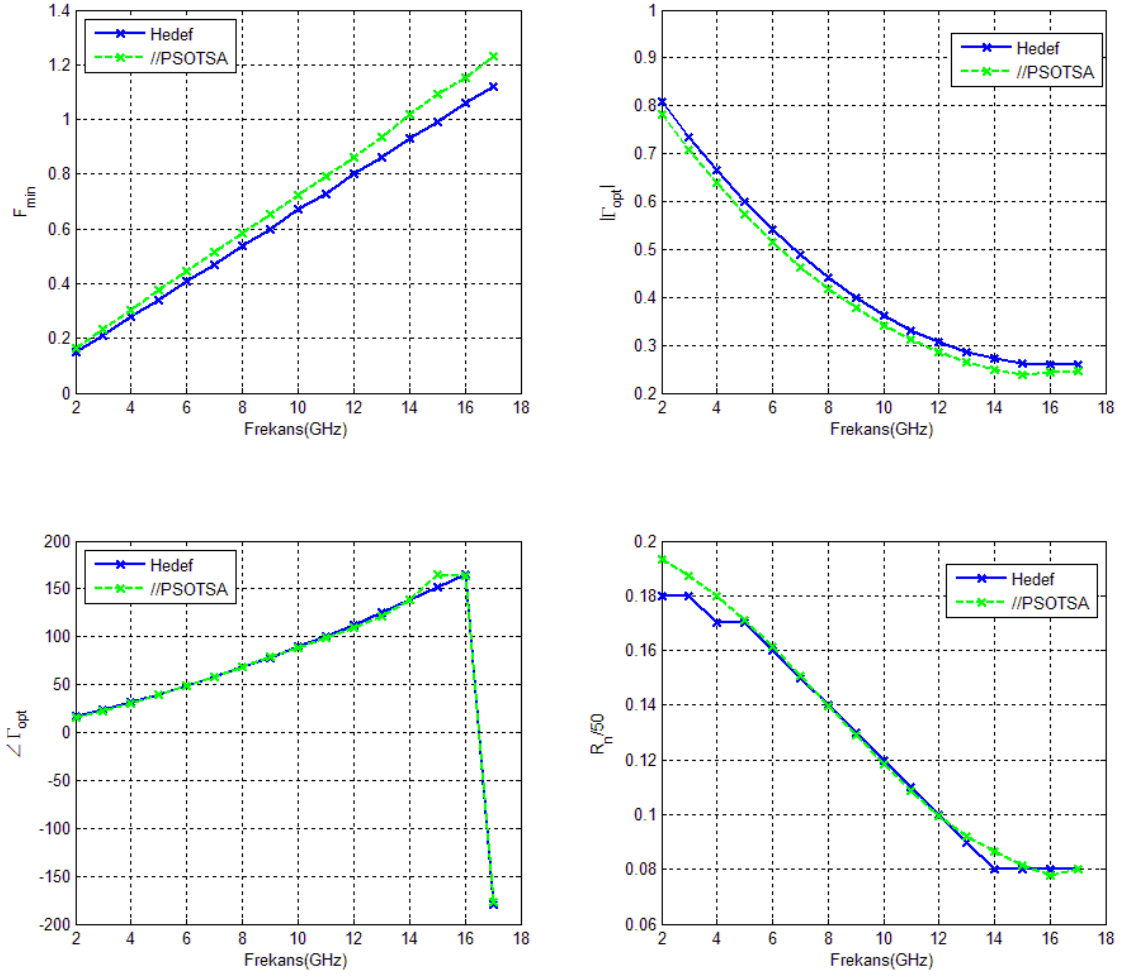 1.4
1.2
1
0.8
0.6
0.4
0.2
0
F_min
Hedef
//PSOTSA
2 4 6 8 10 12 14 16 18
Frekans(GHz)
1
0.9
0.8
0.7
0.6
0.5
0.4
0.3
0.2
|Γ_opt|
Hedef
//PSOTSA
2 4 6 8 10 12 14 16 18
Frekans(GHz)
200
150
100
50
0
-50
-100
-150
-200
∠Γ_opt
Hedef
//PSOTSA
2 4 6 8 10 12 14 16 18
Frekans(GHz)
0.2
0.18
0.16
0.14
0.12
0.1
0.08
0.06
R_n/50
Hedef
//PSOTSA
2 4 6 8 10 12 14 16 18
Frekans(GHz)